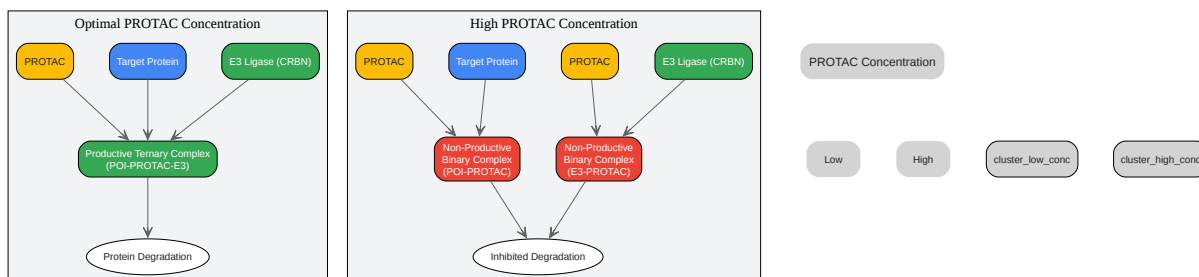 Optimal PROTAC Concentration
PROTAC
Target Protein
E3 Ligase (CRBN)
Productive Ternary Complex
(POI-PROTAC-E3)
Protein Degradation
High PROTAC Concentration
PROTAC
Target Protein
PROTAC
E3 Ligase (CRBN)
Non-Productive
Binary Complex
(POI-PROTAC)
Non-Productive
Binary Complex
(E3-PROTAC)
Inhibited Degradation
PROTAC Concentration
Low
High
cluster_low_conc
cluster_high_conc